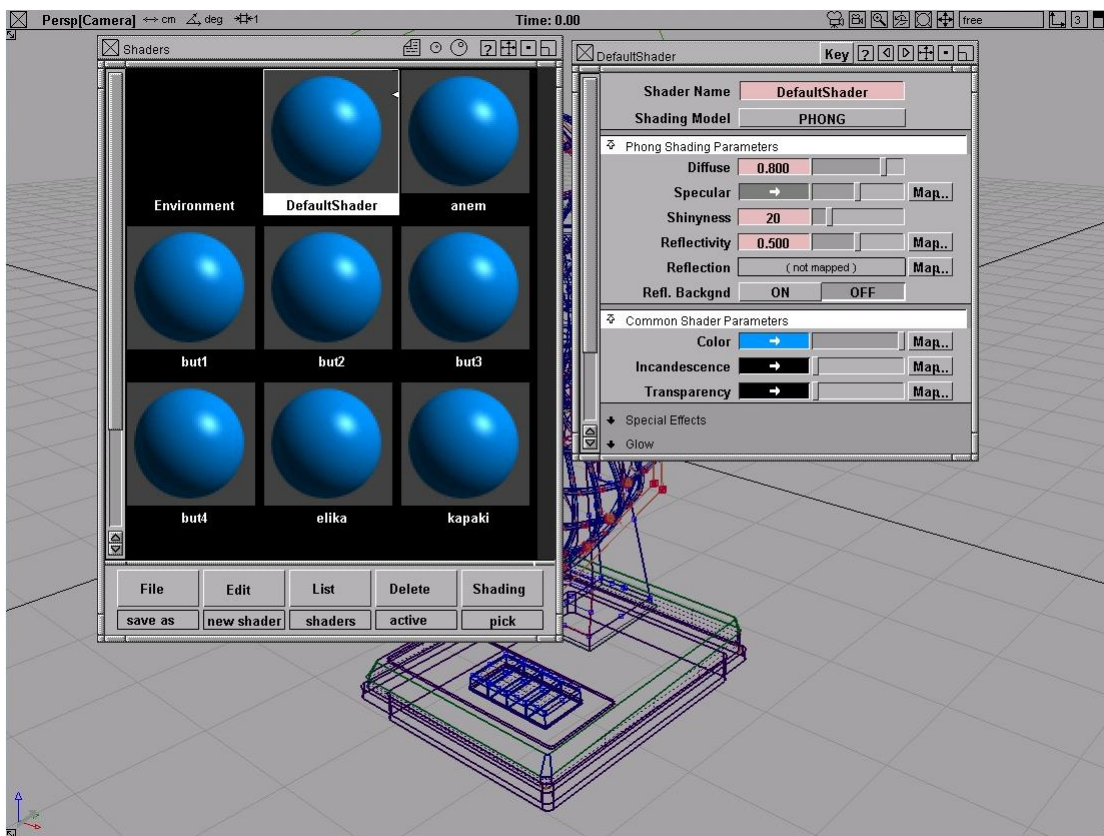 Persp[Camera] cm deg 1 Time: 0.00 free 3
Shaders ?
Environment DefaultShader anem
but1 but2 but3
but4 elika kapaki
File Edit List Delete Shading
save as new shader shaders active pick
DefaultShader Key ?
Shader Name DefaultShader
Shading Model PHONG
Phong Shading Parameters
Diffuse 0.800
Specular Map..
Shinyness 20
Reflectivity 0.500 Map..
Reflection ( not mapped ) Map..
Refl. Backgnd ON OFF
Common Shader Parameters
Color Map..
Incandescence Map..
Transparency Map..
Special Effects
Glow